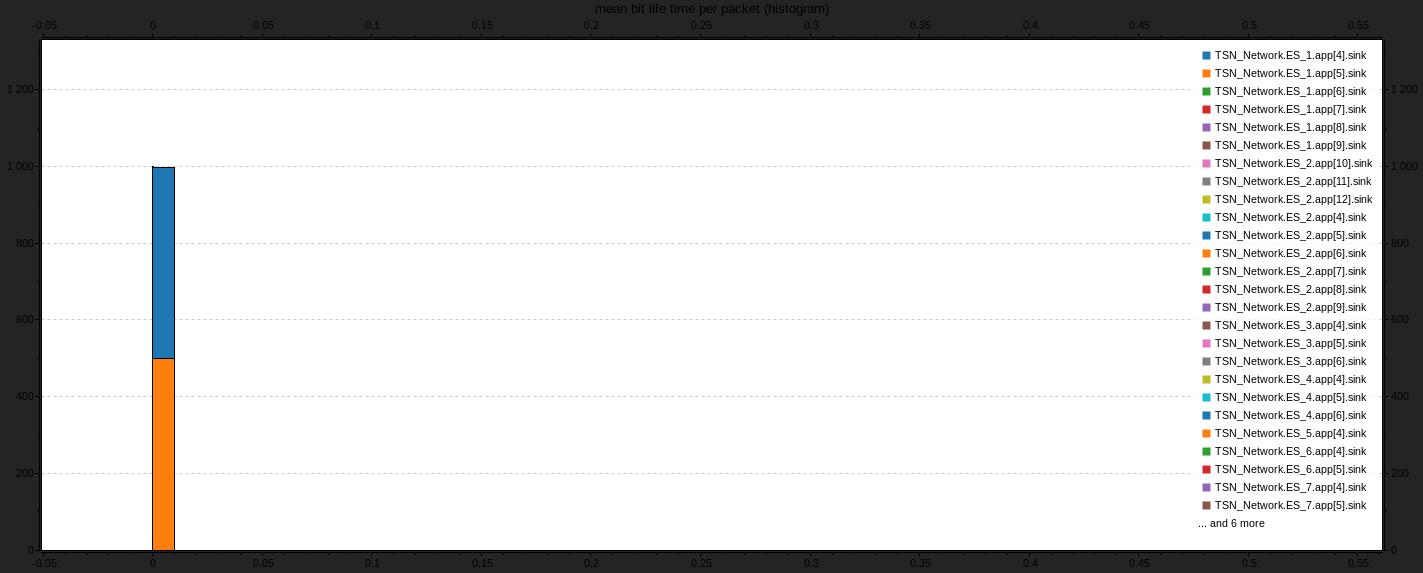 mean bit life time per packet (histogram)
-0.05 0 0.05 0.1 0.15 0.2 0.25 0.3 0.35 0.4 0.45 0.5 0.55
TSN_Network.ES_1.app[4].sink
TSN_Network.ES_1.app[5].sink
1 200 TSN_Network.ES_1.app[6].sink 1 200
TSN_Network.ES_1.app[7].sink
TSN_Network.ES_1.app[8].sink
TSN_Network.ES_1.app[9].sink
1 000 TSN_Network.ES_2.app[10].sink 1 000
TSN_Network.ES_2.app[11].sink
TSN_Network.ES_2.app[12].sink
TSN_Network.ES_2.app[4].sink
800 TSN_Network.ES_2.app[5].sink 800
TSN_Network.ES_2.app[6].sink
TSN_Network.ES_2.app[7].sink
TSN_Network.ES_2.app[8].sink
TSN_Network.ES_2.app[9].sink
600 TSN_Network.ES_3.app[4].sink 600
TSN_Network.ES_3.app[5].sink
TSN_Network.ES_3.app[6].sink
TSN_Network.ES_4.app[4].sink
400 TSN_Network.ES_4.app[5].sink 400
TSN_Network.ES_4.app[6].sink
TSN_Network.ES_5.app[4].sink
TSN_Network.ES_6.app[4].sink
200 TSN_Network.ES_6.app[5].sink 200
TSN_Network.ES_7.app[4].sink
TSN_Network.ES_7.app[5].sink
... and 6 more
0 0
-0.05 0 0.05 0.1 0.15 0.2 0.25 0.3 0.35 0.4 0.45 0.5 0.55